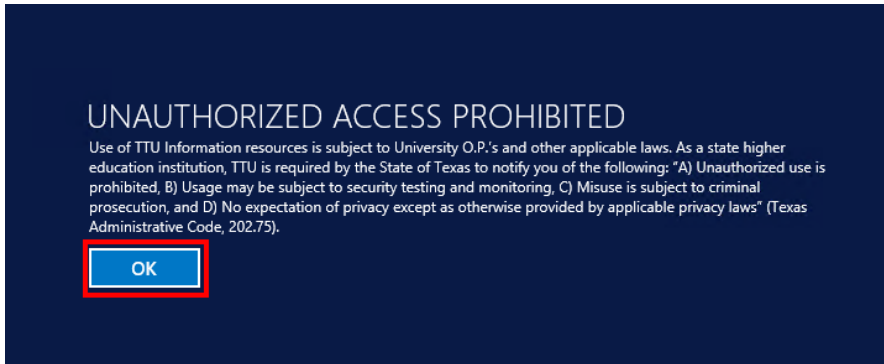 UNAUTHORIZED ACCESS PROHIBITED
Use of TTU Information resources is subject to University O.P.'s and other applicable laws. As a state higher
education institution, TTU is required by the State of Texas to notify you of the following: "A) Unauthorized use is
prohibited, B) Usage may be subject to security testing and monitoring, C) Misuse is subject to criminal
prosecution, and D) No expectation of privacy except as otherwise provided by applicable privacy laws" (Texas
Administrative Code, 202.75).
OK